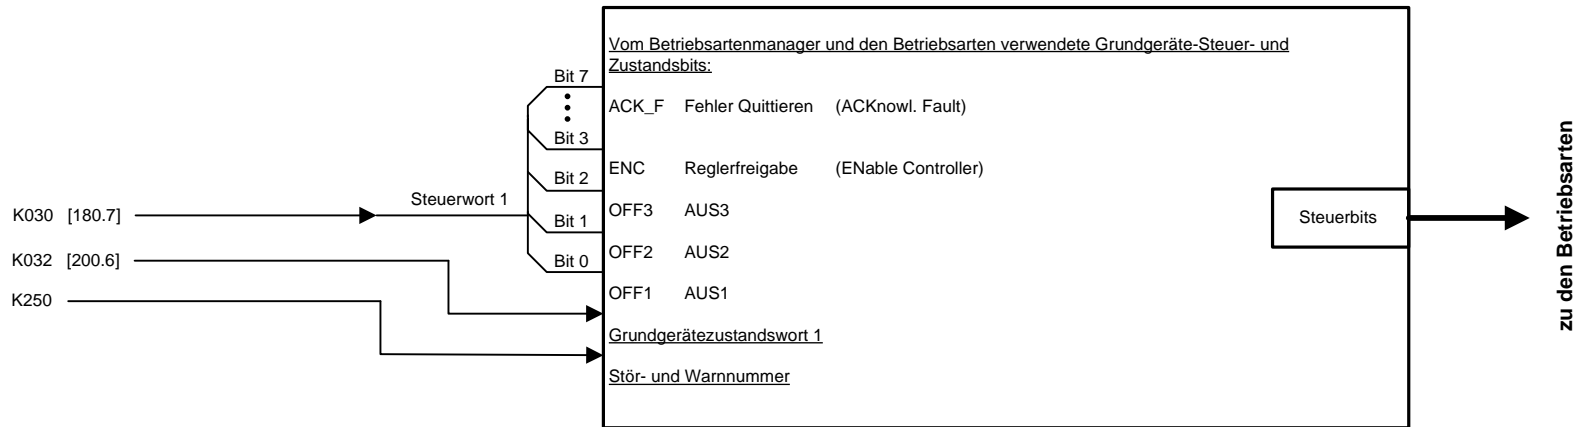 Vom Betriebsartenmanager und den Betriebsarten verwendete Grundgeräte-Steuer- und
Zustandsbits:
Bit 7
ACK_F Fehler Quittieren (ACKnowl. Fault)
Bit 3
ENC Reglerfreigabe (ENable Controller)
Bit 2
Steuerwort 1
OFF3 AUS3
K030 [180.7]
Bit 1
Steuerbits
OFF2 AUS2
K032 [200.6]
Bit 0
OFF1 AUS1
K250
Grundgerätezustandswort 1
Stör- und Warnnummer
zu den Betriebsarten